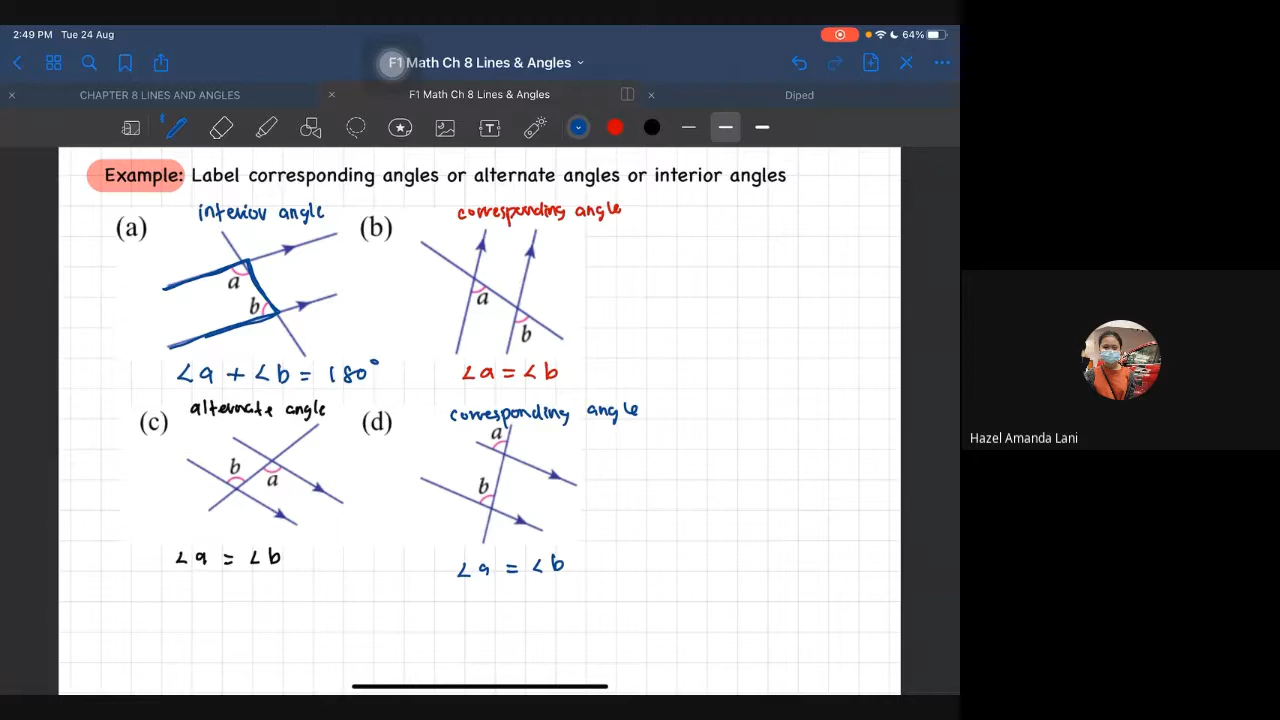 2:49 PM Tue 24 Aug
64%
F1 Math Ch 8 Lines & Angles
CHAPTER 8 LINES AND ANGLES
F1 Math Ch 8 Lines & Angles
Diped
Example: Label corresponding angles or alternate angles or interior angles
(a)
interior angle
a
b
∠a + ∠b = 180°
(b)
corresponding angle
a
b
∠a = ∠b
(c)
alternate angle
b
a
∠a = ∠b
(d)
corresponding angle
a
b
∠a = ∠b
Hazel Amanda Lani